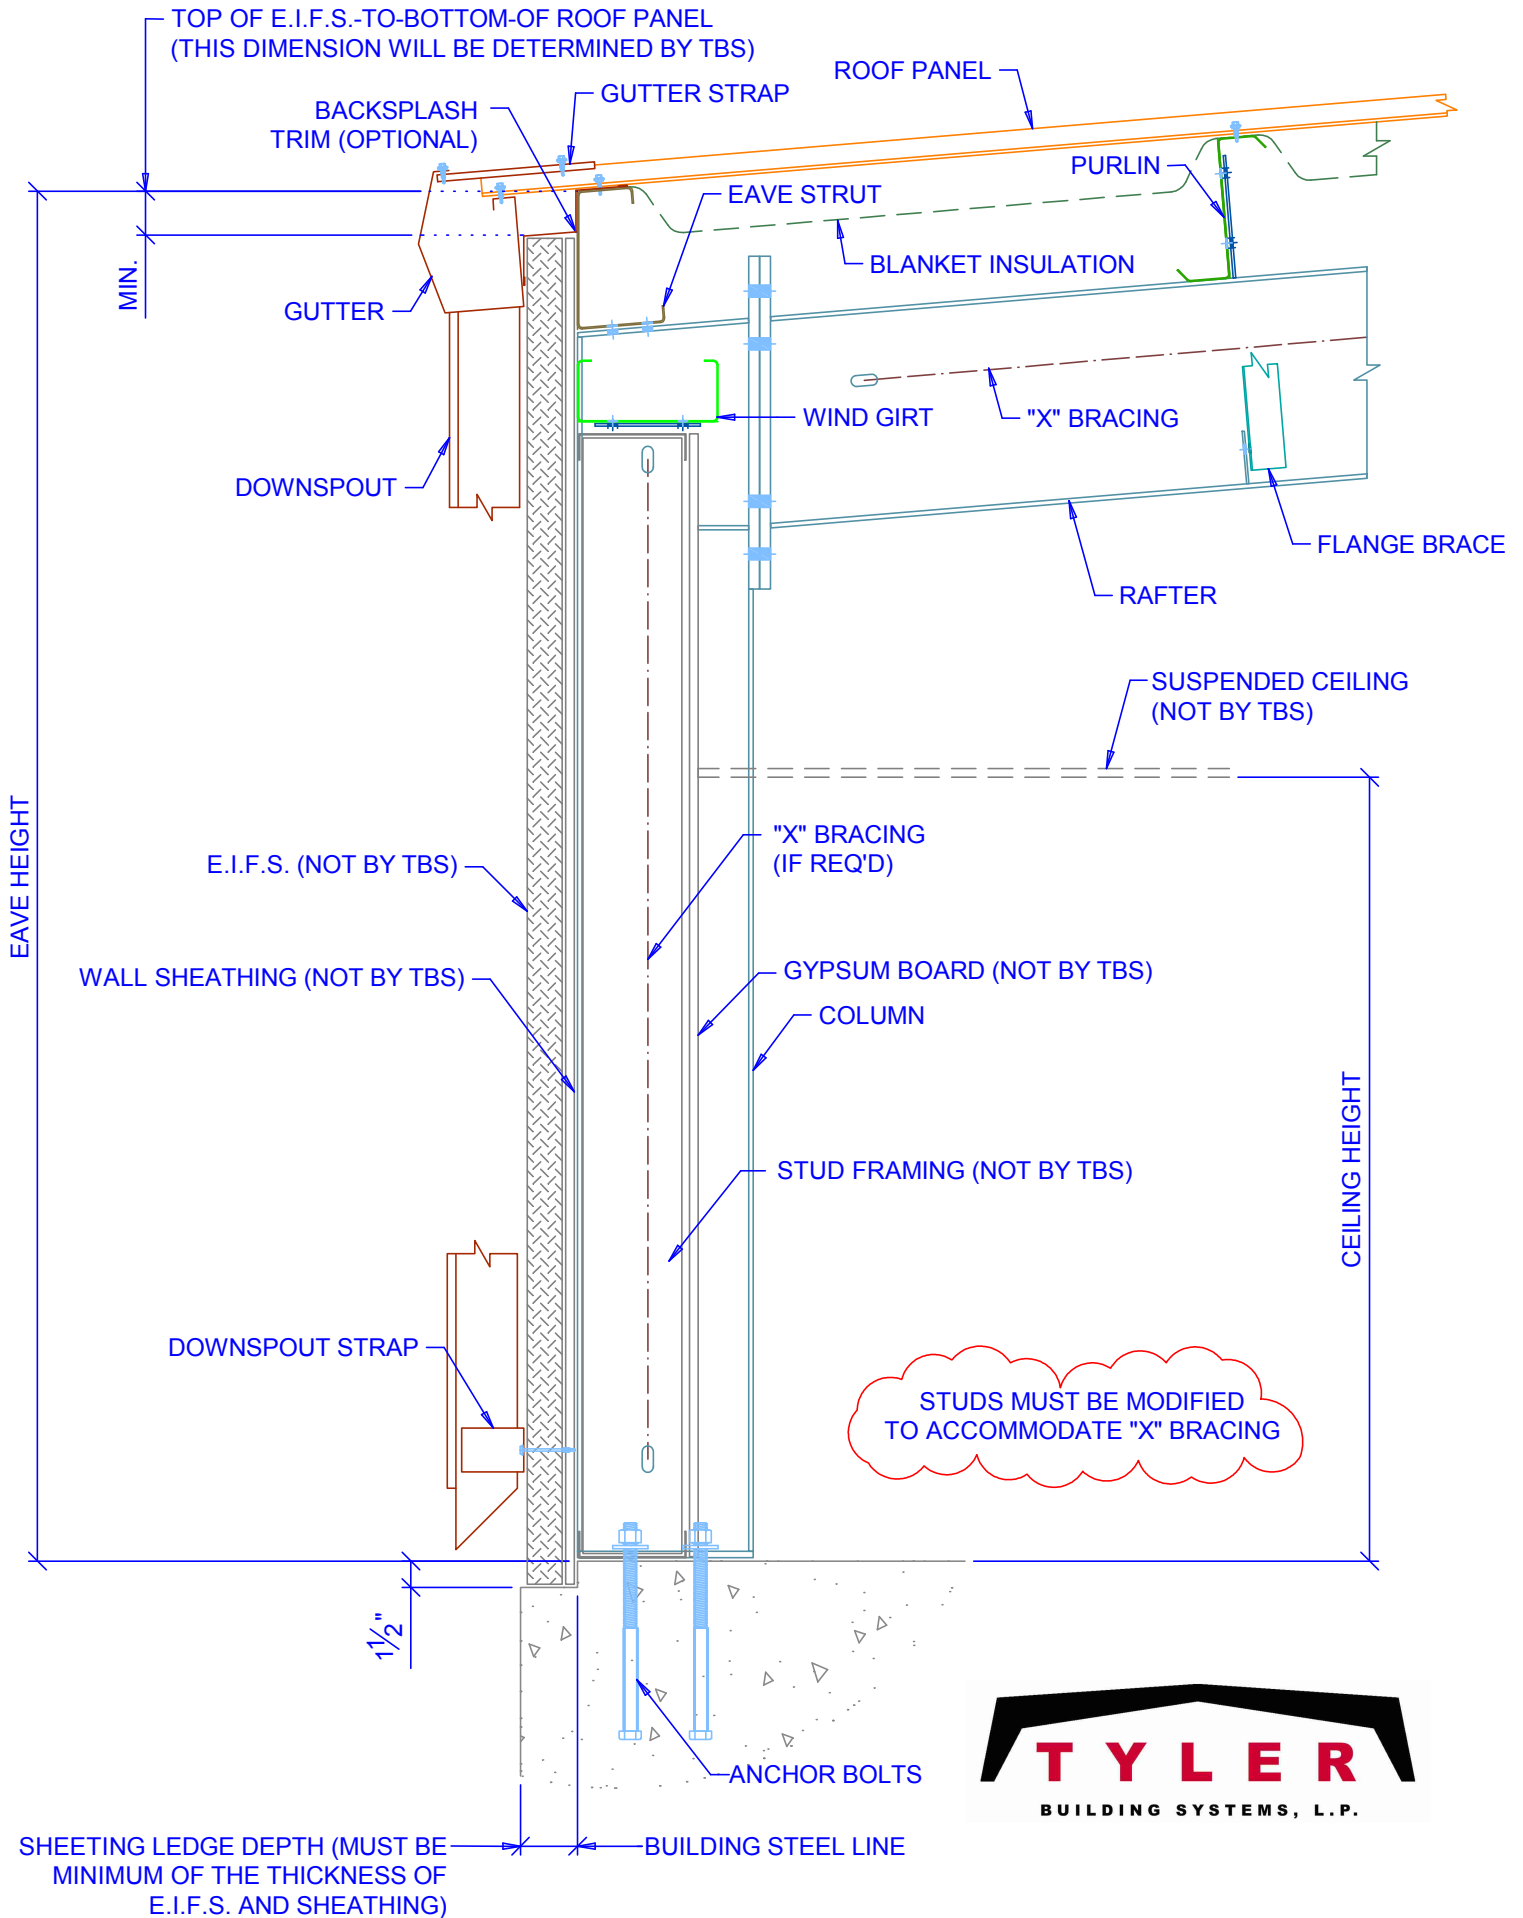 TOP OF E.I.F.S.-TO-BOTTOM-OF ROOF PANEL
(THIS DIMENSION WILL BE DETERMINED BY TBS)
ROOF PANEL
GUTTER STRAP
BACKSPLASH
TRIM (OPTIONAL)
PURLIN
EAVE STRUT
BLANKET INSULATION
MIN.
GUTTER
WIND GIRT
"X" BRACING
DOWNSPOUT
FLANGE BRACE
RAFTER
SUSPENDED CEILING
(NOT BY TBS)
EAVE HEIGHT
"X" BRACING
(IF REQ'D)
E.I.F.S. (NOT BY TBS)
WALL SHEATHING (NOT BY TBS)
GYPSUM BOARD (NOT BY TBS)
COLUMN
CEILING HEIGHT
STUD FRAMING (NOT BY TBS)
DOWNSPOUT STRAP
STUDS MUST BE MODIFIED
TO ACCOMMODATE "X" BRACING
1½"
ANCHOR BOLTS
TYLER
BUILDING SYSTEMS, L.P.
SHEETING LEDGE DEPTH (MUST BE
MINIMUM OF THE THICKNESS OF
E.I.F.S. AND SHEATHING)
BUILDING STEEL LINE